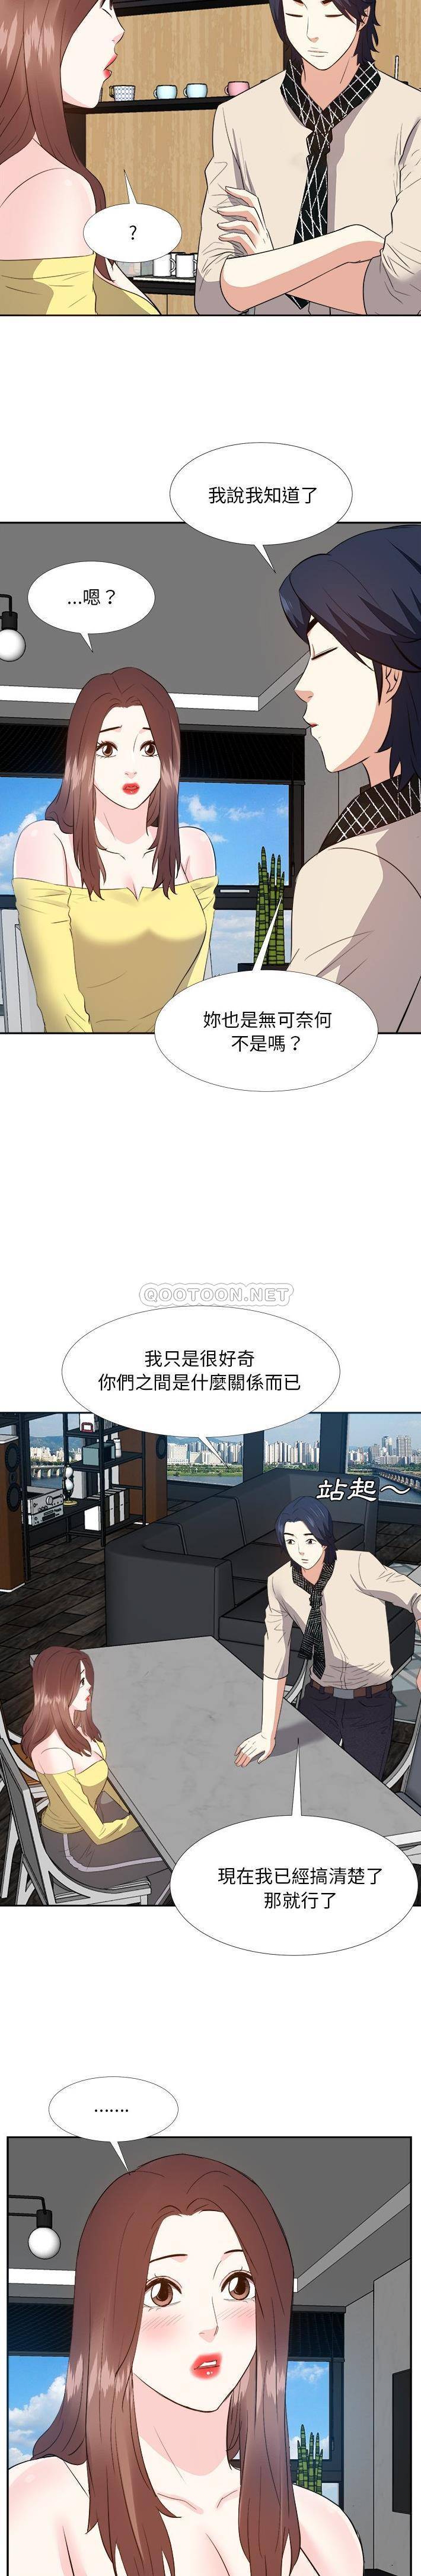 ?
我說我知道了
...嗯？
妳也是無可奈何
不是嗎？
QOOTOON.NET
我只是很好奇
你們之間是什麼關係而已
站起～
現在我已經搞清楚了
那就行了
.......